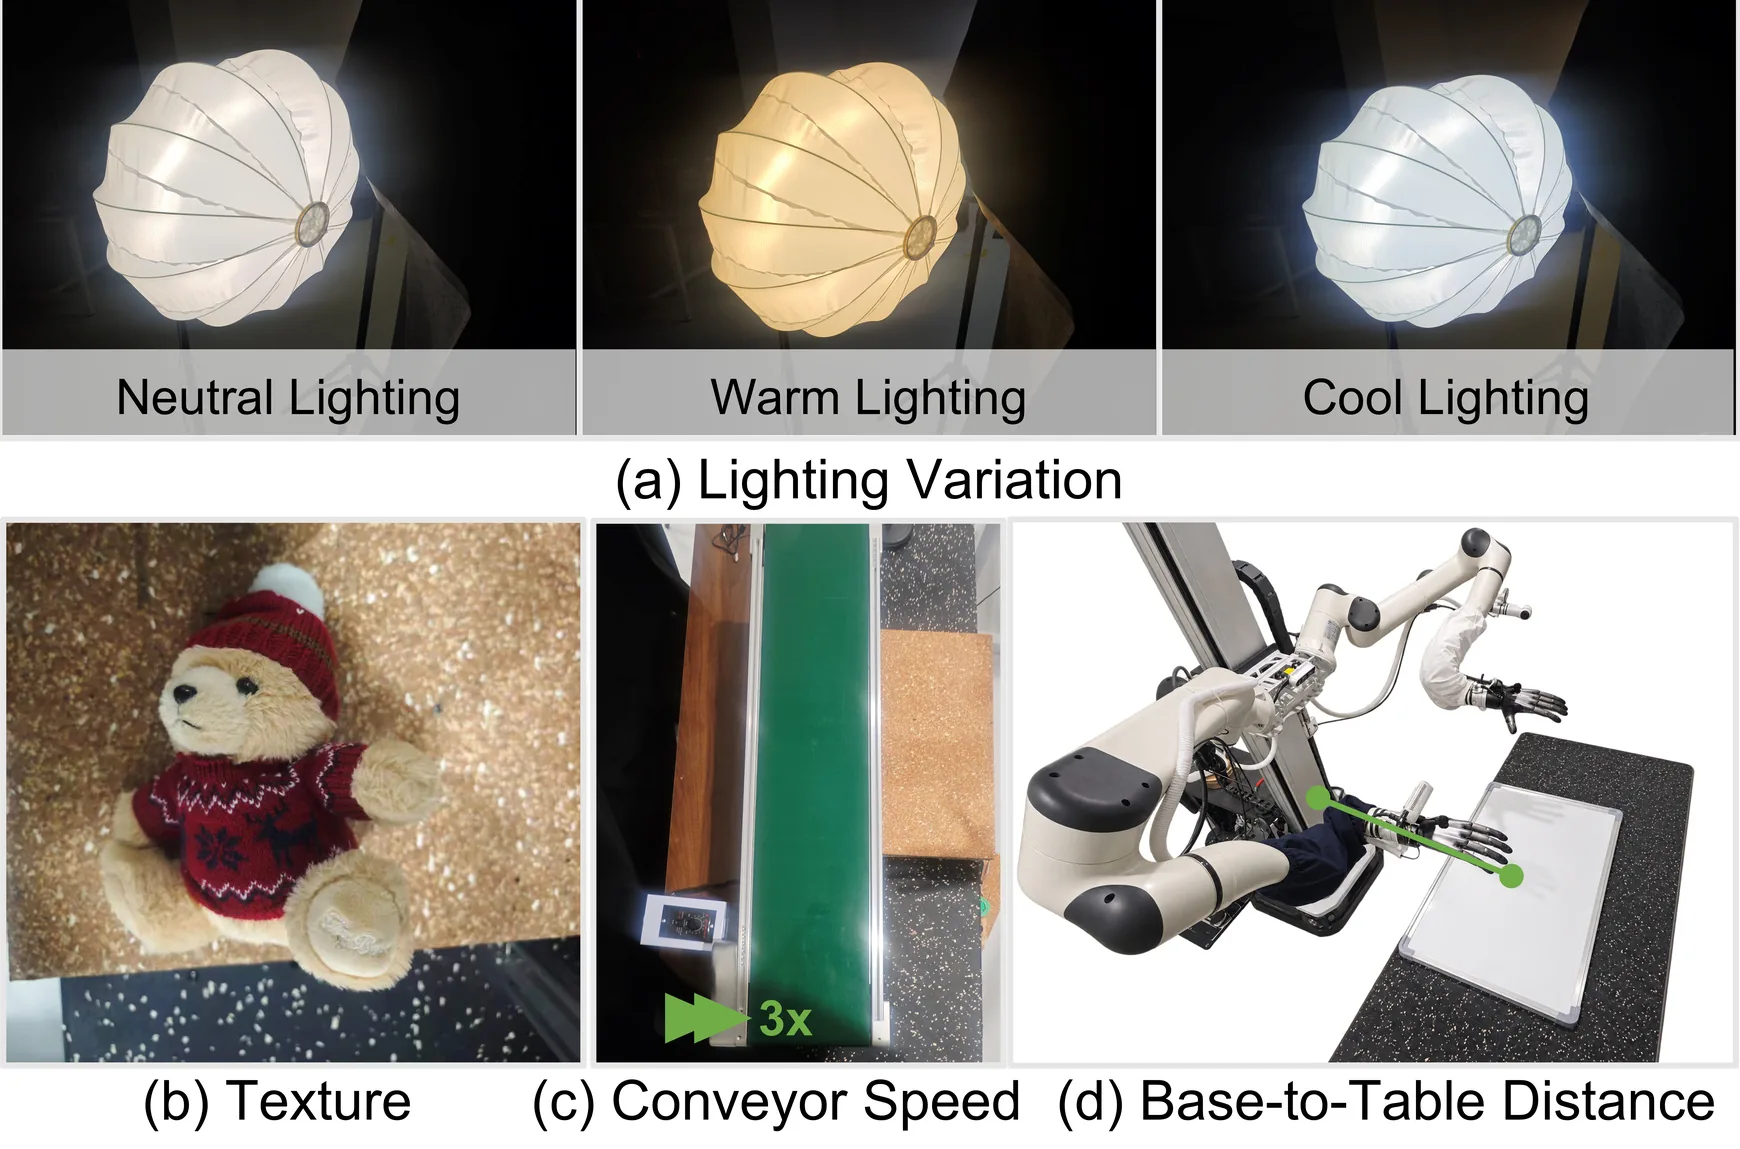 Neutral Lighting
Warm Lighting
Cool Lighting
(a) Lighting Variation
3x
(b) Texture
(c) Conveyor Speed
(d) Base-to-Table Distance